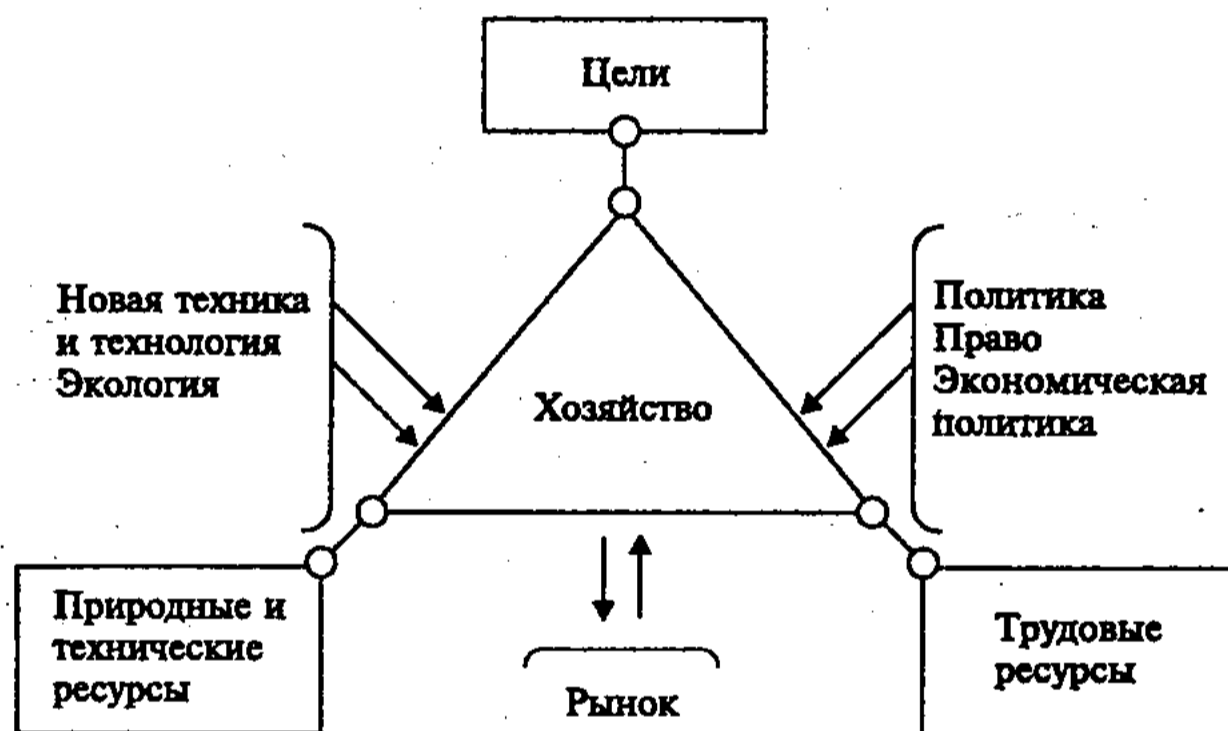 Цели
Новая техника
и технология
Экология
Политика
Право
Экономическая
политика
Хозяйство
Природные и
технические
ресурсы
Трудовые
ресурсы
Рынок